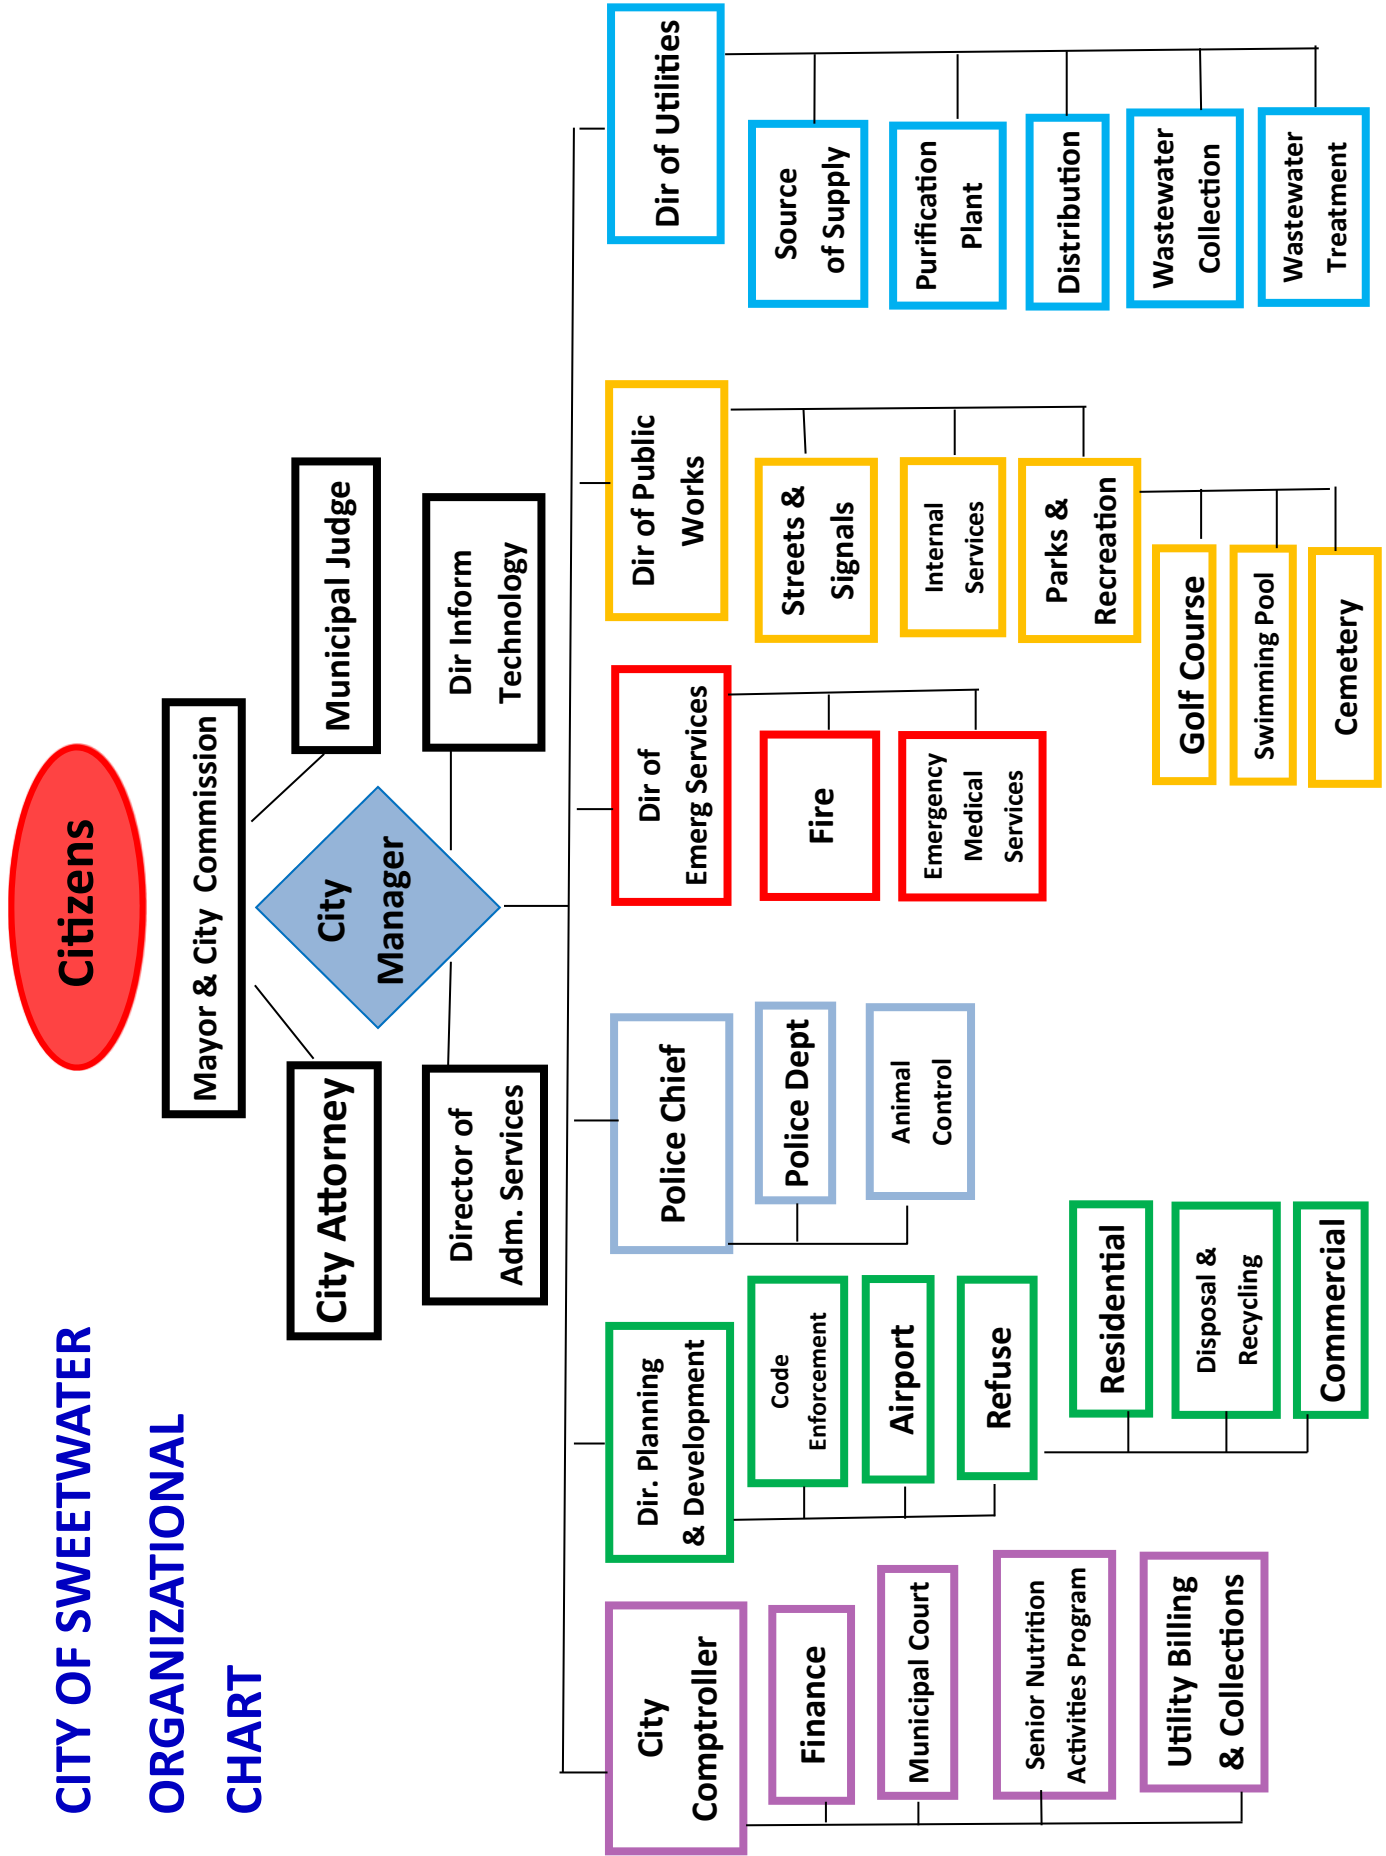 CITY OF SWEETWATER
ORGANIZATIONAL
CHART
Citizens
Mayor & City Commission
City Attorney
Municipal Judge
City
Manager
Director of
Adm. Services
Dir Inform
Technology
City
Comptroller
Finance
Municipal Court
Senior Nutrition
Activities Program
Utility Billing
& Collections
Dir. Planning
& Development
Code
Enforcement
Airport
Refuse
Residential
Disposal &
Recycling
Commercial
Police Chief
Police Dept
Animal
Control
Dir of
Emerg Services
Fire
Emergency
Medical
Services
Dir of Public
Works
Streets &
Signals
Internal
Services
Parks &
Recreation
Golf Course
Swimming Pool
Cemetery
Dir of Utilities
Source
of Supply
Purification
Plant
Distribution
Wastewater
Collection
Wastewater
Treatment